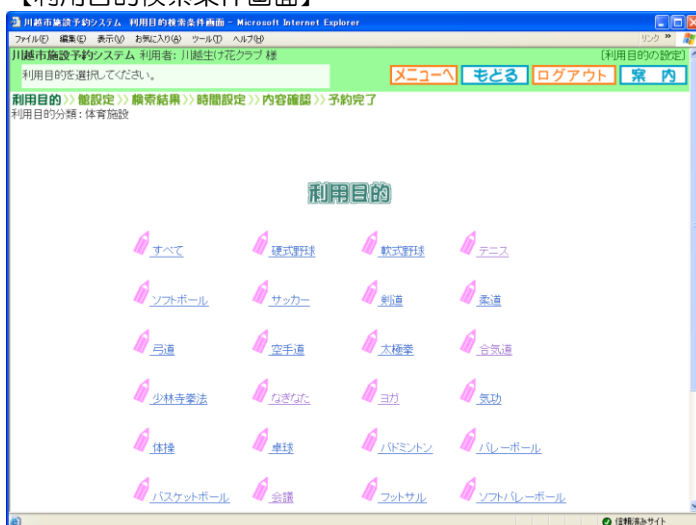 【利用目的検索条件画面】
川越市施設予約システム 利用目的検索条件画面 - Microsoft Internet Explorer
ファイル(F) 編集(E) 表示(V) お気に入り(A) ツール(T) ヘルプ(H) リンク »
川越市施設予約システム 利用者:川越生け花クラブ 様 [利用目的の設定]
利用目的を選択してください。 メニューへ もどる ログアウト 案 内
利用目的>>館設定>>検索結果>>時間設定>>内容確認>>予約完了
利用目的分類:体育施設
利用目的
すべて 硬式野球 軟式野球 テニス
ソフトボール サッカー 剣道 柔道
弓道 空手道 太極拳 合気道
少林寺拳法 なぎなた ヨガ 気功
体操 卓球 バドミントン バレーボール
バスケットボール 会議 フットサル ソフトバレーボール
信頼済みサイト